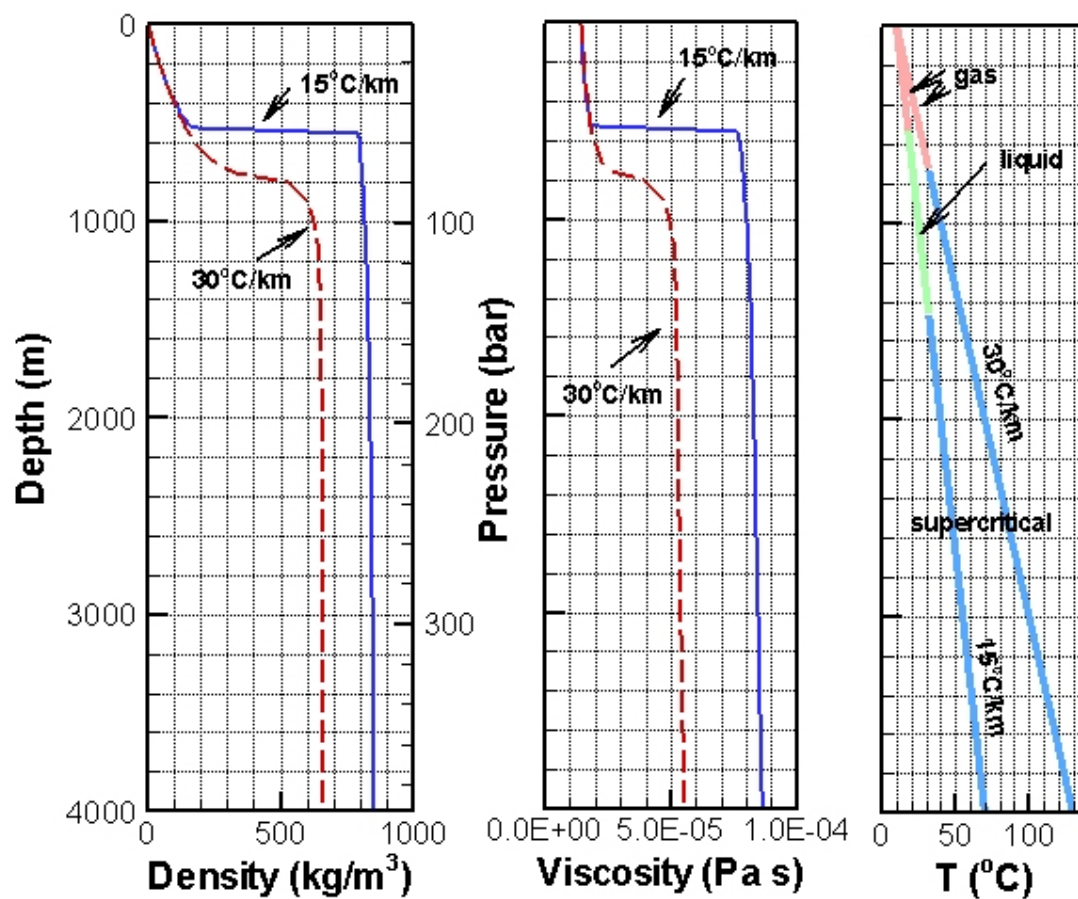 0
1000
2000
3000
4000
Depth (m)
15°C/km
30°C/km
0
500
1000
Density (kg/m³)
100
200
300
Pressure (bar)
15°C/km
30°C/km
0.0E+00
5.0E-05
1.0E-04
Viscosity (Pa s)
gas
liquid
30°C/km
supercritical
15°C/km
0
50
100
T (°C)